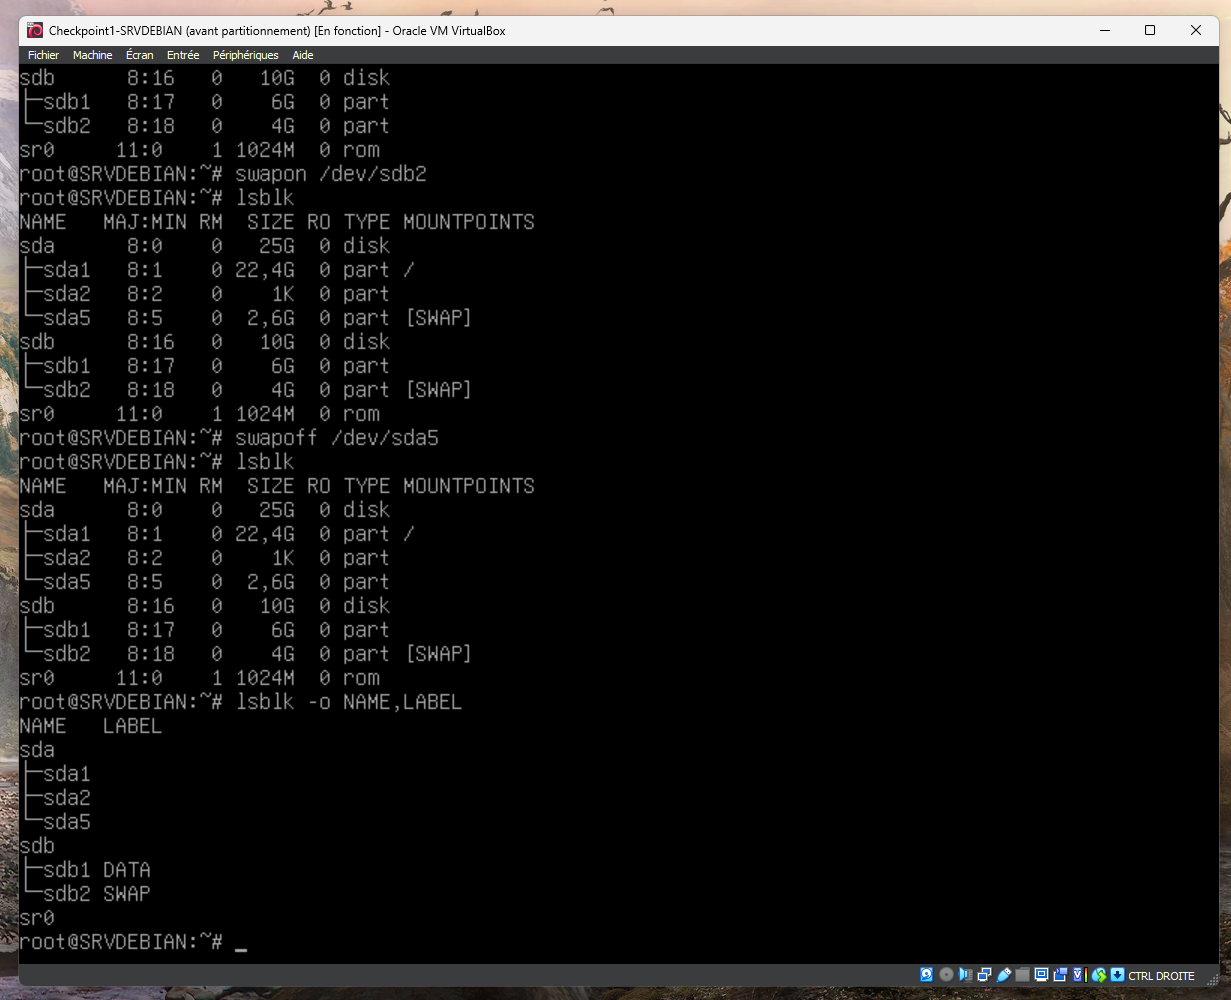 Checkpoint1-SRVDEBIAN (avant partitionnement) [En fonction] - Oracle VM VirtualBox
Fichier Machine Écran Entrée Périphériques Aide
sdb 8:16 0 10G 0 disk
├─sdb1 8:17 0 6G 0 part
└─sdb2 8:18 0 4G 0 part
sr0 11:0 1 1024M 0 rom
root@SRVDEBIAN:~# swapon /dev/sdb2
root@SRVDEBIAN:~# lsblk
NAME MAJ:MIN RM SIZE RO TYPE MOUNTPOINTS
sda 8:0 0 25G 0 disk
├─sda1 8:1 0 22,4G 0 part /
├─sda2 8:2 0 1K 0 part
└─sda5 8:5 0 2,6G 0 part [SWAP]
sdb 8:16 0 10G 0 disk
├─sdb1 8:17 0 6G 0 part
└─sdb2 8:18 0 4G 0 part [SWAP]
sr0 11:0 1 1024M 0 rom
root@SRVDEBIAN:~# swapoff /dev/sda5
root@SRVDEBIAN:~# lsblk
NAME MAJ:MIN RM SIZE RO TYPE MOUNTPOINTS
sda 8:0 0 25G 0 disk
├─sda1 8:1 0 22,4G 0 part /
├─sda2 8:2 0 1K 0 part
└─sda5 8:5 0 2,6G 0 part
sdb 8:16 0 10G 0 disk
├─sdb1 8:17 0 6G 0 part
└─sdb2 8:18 0 4G 0 part [SWAP]
sr0 11:0 1 1024M 0 rom
root@SRVDEBIAN:~# lsblk -o NAME,LABEL
NAME LABEL
sda
├─sda1
├─sda2
└─sda5
sdb
├─sdb1 DATA
└─sdb2 SWAP
sr0
root@SRVDEBIAN:~# _
CTRL DROITE